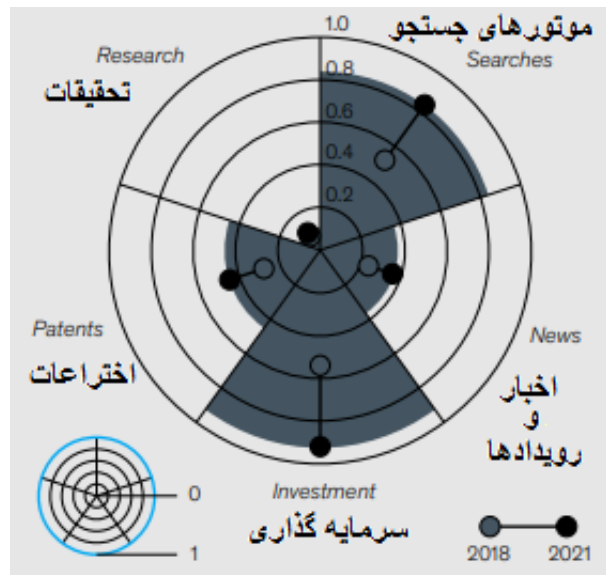 موتورهای جستجو
Searches
Research
تحقیقات
1.0
0.8
0.6
0.4
0.2
Patents
اختراعات
News
اخبار
و
رویدادها
Investment
سرمایه گذاری
0
1
2018
2021